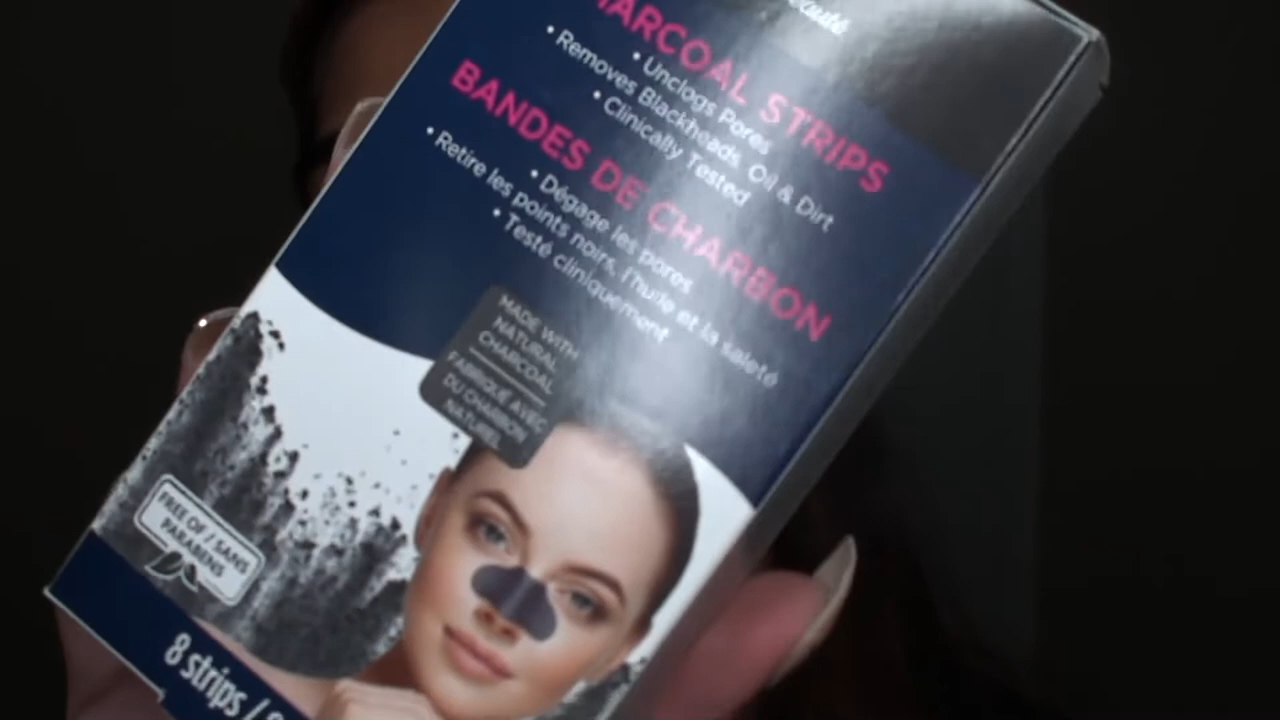 HARCOAL STRIPS
• Unclogs Pores
• Removes Blackheads, Oil & Dirt
• Clinically Tested
BANDES DE CHARBON
• Dégage les pores
• Retire les points noirs, l'huile et la saleté
• Testé cliniquement
MADE WITH
NATURAL
CHARCOAL
FABRIQUÉ AVEC
DU CHARBON
NATUREL
FREE OF / SANS
PARABENS
8 strips /